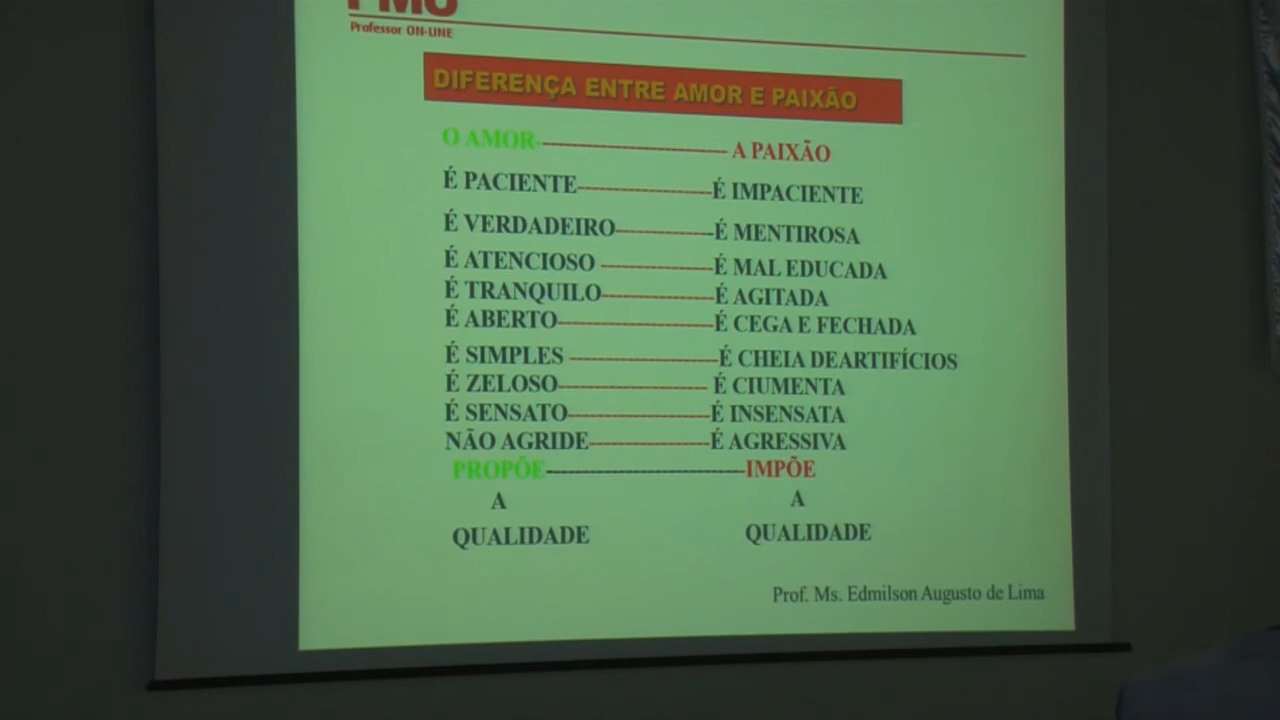 FMU
Professor ON-LINE
DIFERENÇA ENTRE AMOR E PAIXÃO
O AMOR------------------------A PAIXÃO
É PACIENTE------------------É IMPACIENTE
É VERDADEIRO-------------É MENTIROSA
É ATENCIOSO ---------------É MAL EDUCADA
É TRANQUILO---------------É AGITADA
É ABERTO---------------------É CEGA E FECHADA
É SIMPLES --------------------É CHEIA DEARTIFÍCIOS
É ZELOSO-------------------- É CIUMENTA
É SENSATO-------------------É INSENSATA
NÃO AGRIDE----------------É AGRESSIVA
PROPÕE---------------------------IMPÕE
A A
QUALIDADE QUALIDADE
Prof. Ms. Edmilson Augusto de Lima